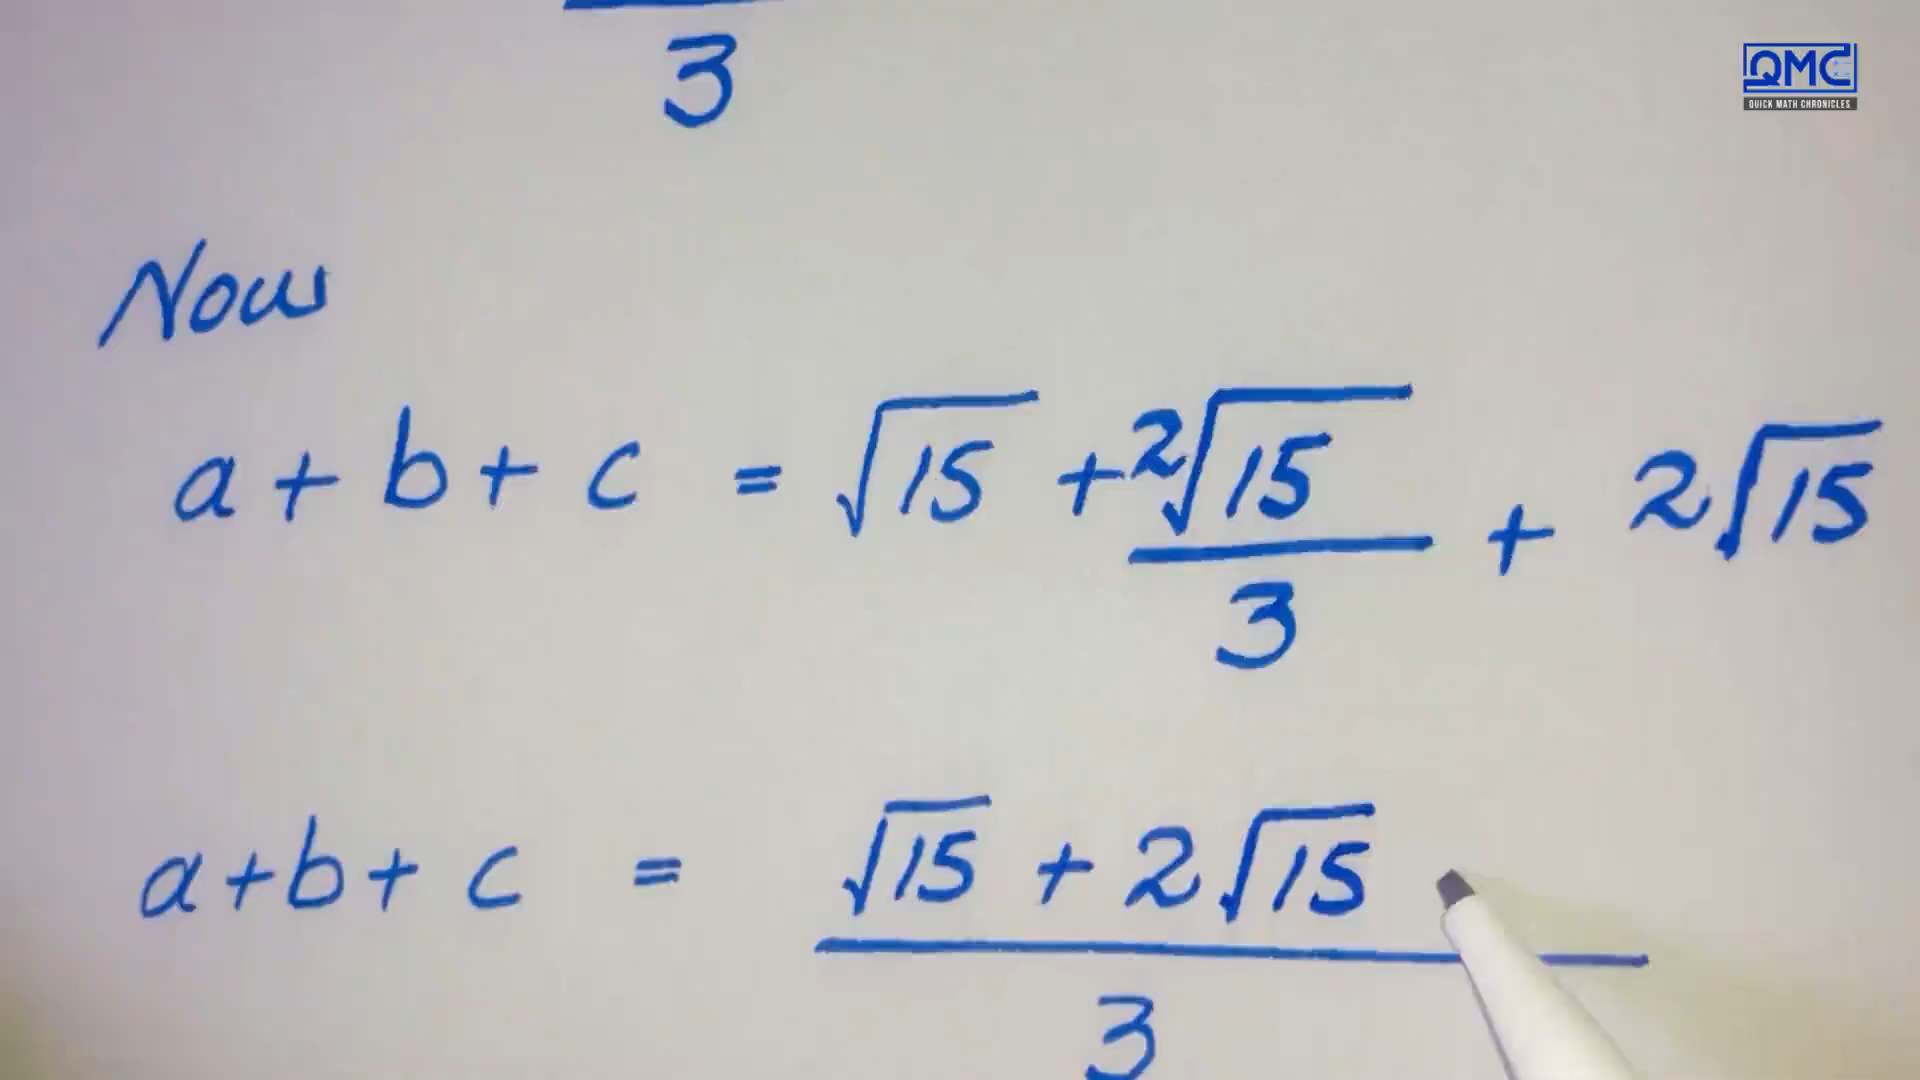 3
QMC
QUICK MATH CHRONICLES
Now
a + b + c = √15 + 2√15/3 + 2√15
a + b + c = √15 + 2√15
3